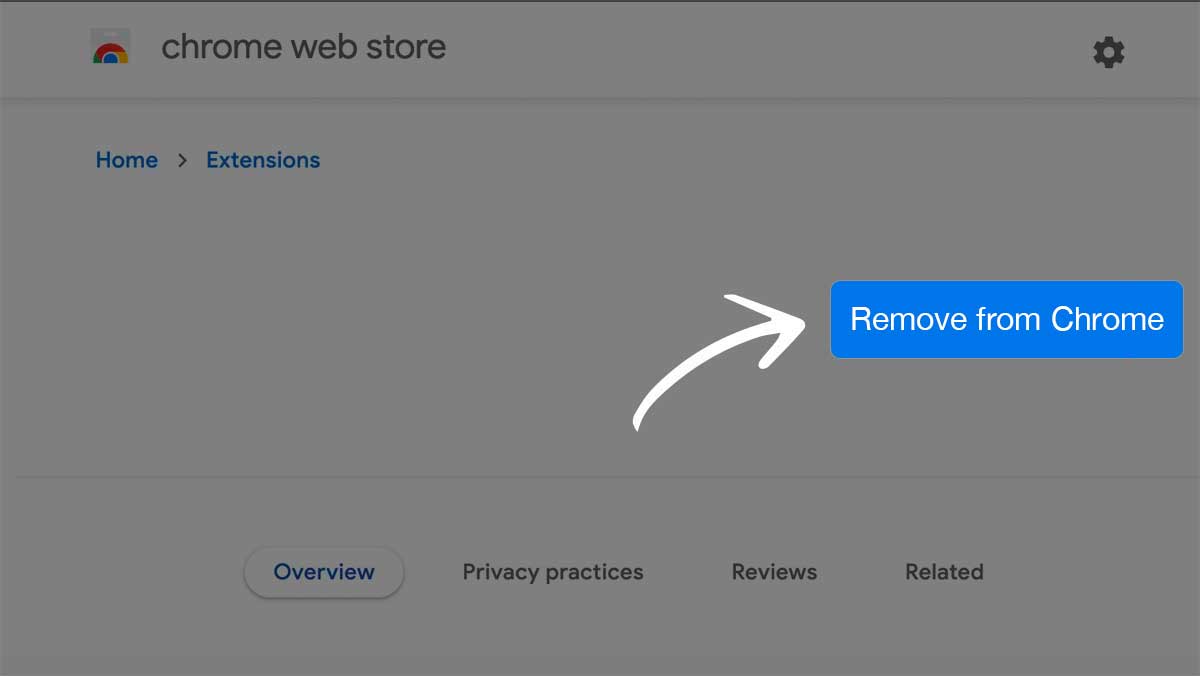 chrome web store
Home > Extensions
Remove from Chrome
Overview Privacy practices Reviews Related